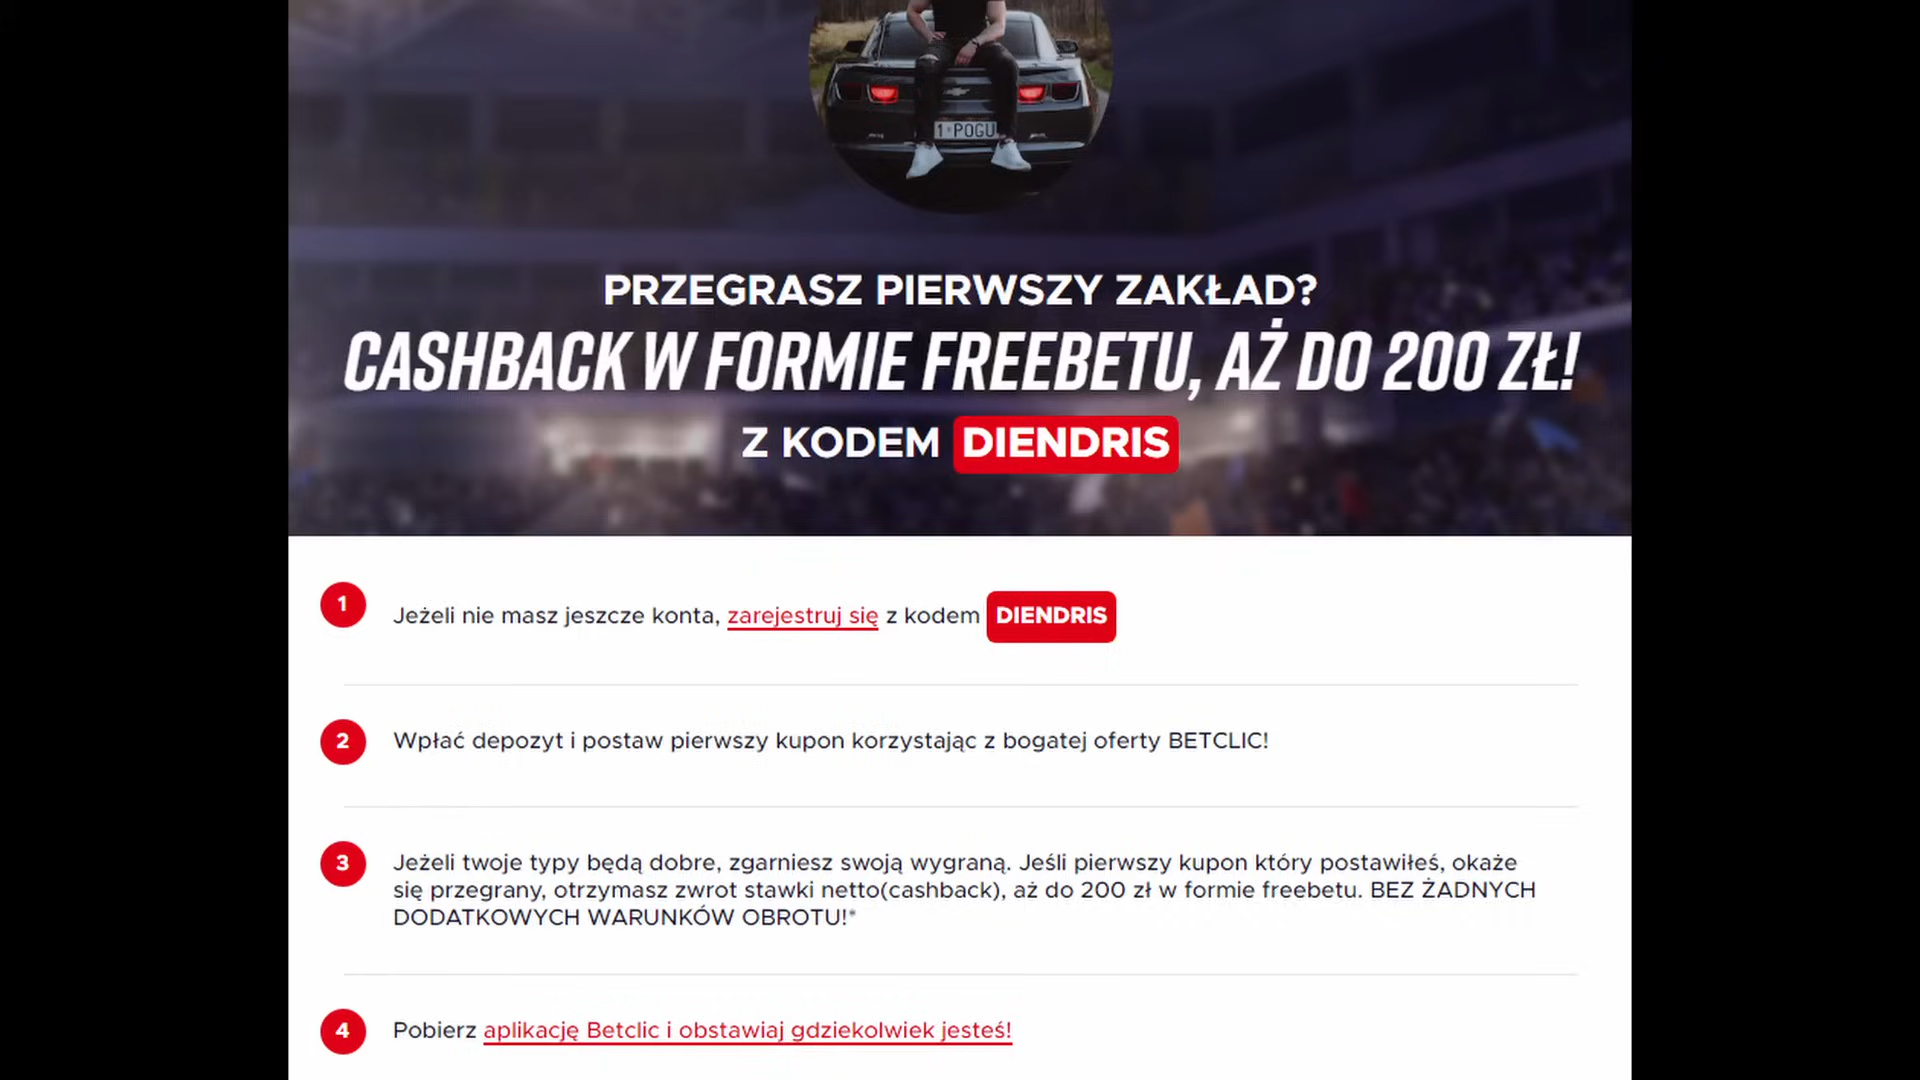 1 POGU
PRZEGRASZ PIERWSZY ZAKŁAD?
CASHBACK W FORMIE FREEBETU, AŻ DO 200 ZŁ!
Z KODEM DIENDRIS
1 Jeżeli nie masz jeszcze konta, zarejestruj się z kodem DIENDRIS
2 Wpłać depozyt i postaw pierwszy kupon korzystając z bogatej oferty BETCLIC!
3 Jeżeli twoje typy będą dobre, zgarniesz swoją wygraną. Jeśli pierwszy kupon który postawiłeś, okaże
się przegrany, otrzymasz zwrot stawki netto(cashback), aż do 200 zł w formie freebetu. BEZ ŻADNYCH
DODATKOWYCH WARUNKÓW OBROTU!*
4 Pobierz aplikację Betclic i obstawiaj gdziekolwiek jesteś!